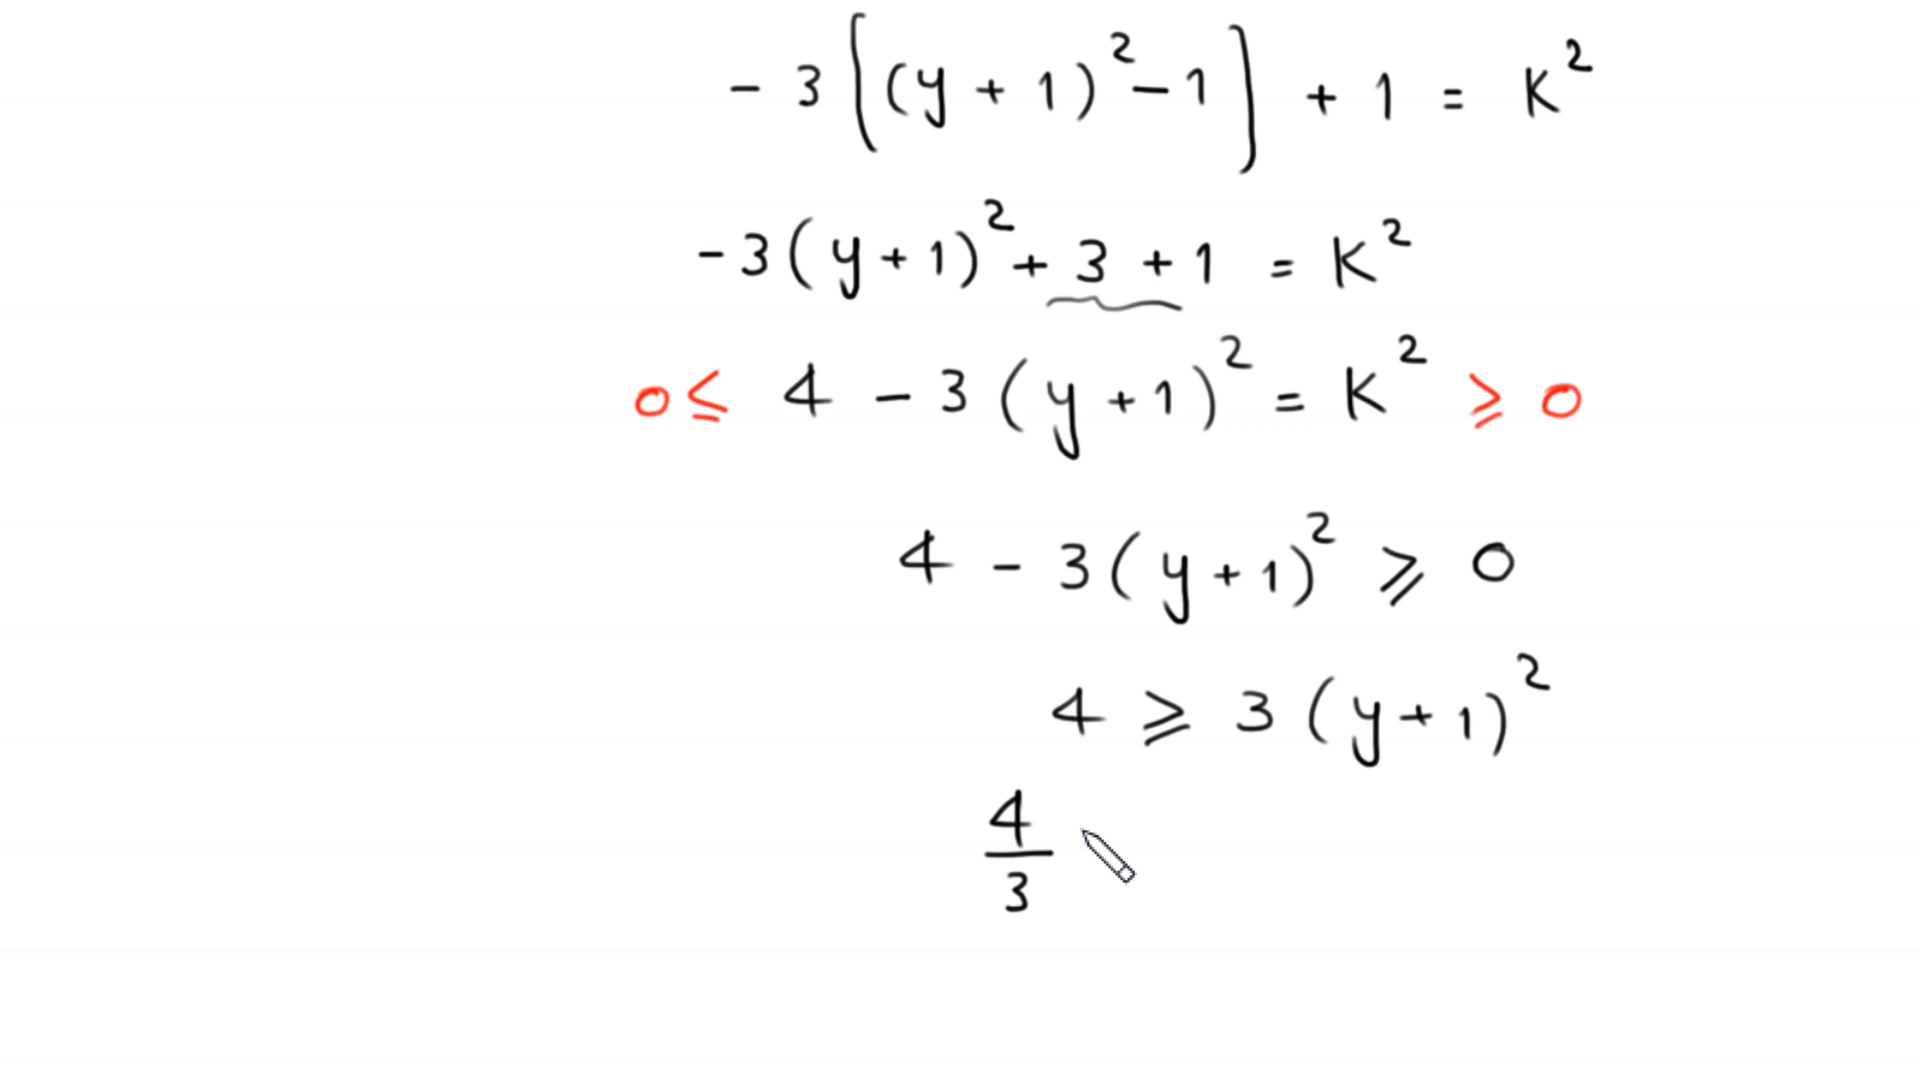 - 3 [(y + 1)² - 1] + 1 = K²
- 3 (y + 1)² + 3 + 1 = K²
0 ≤ 4 - 3 (y + 1)² = K² ≥ 0
4 - 3 (y + 1)² ≥ 0
4 ≥ 3 (y + 1)²
4/3